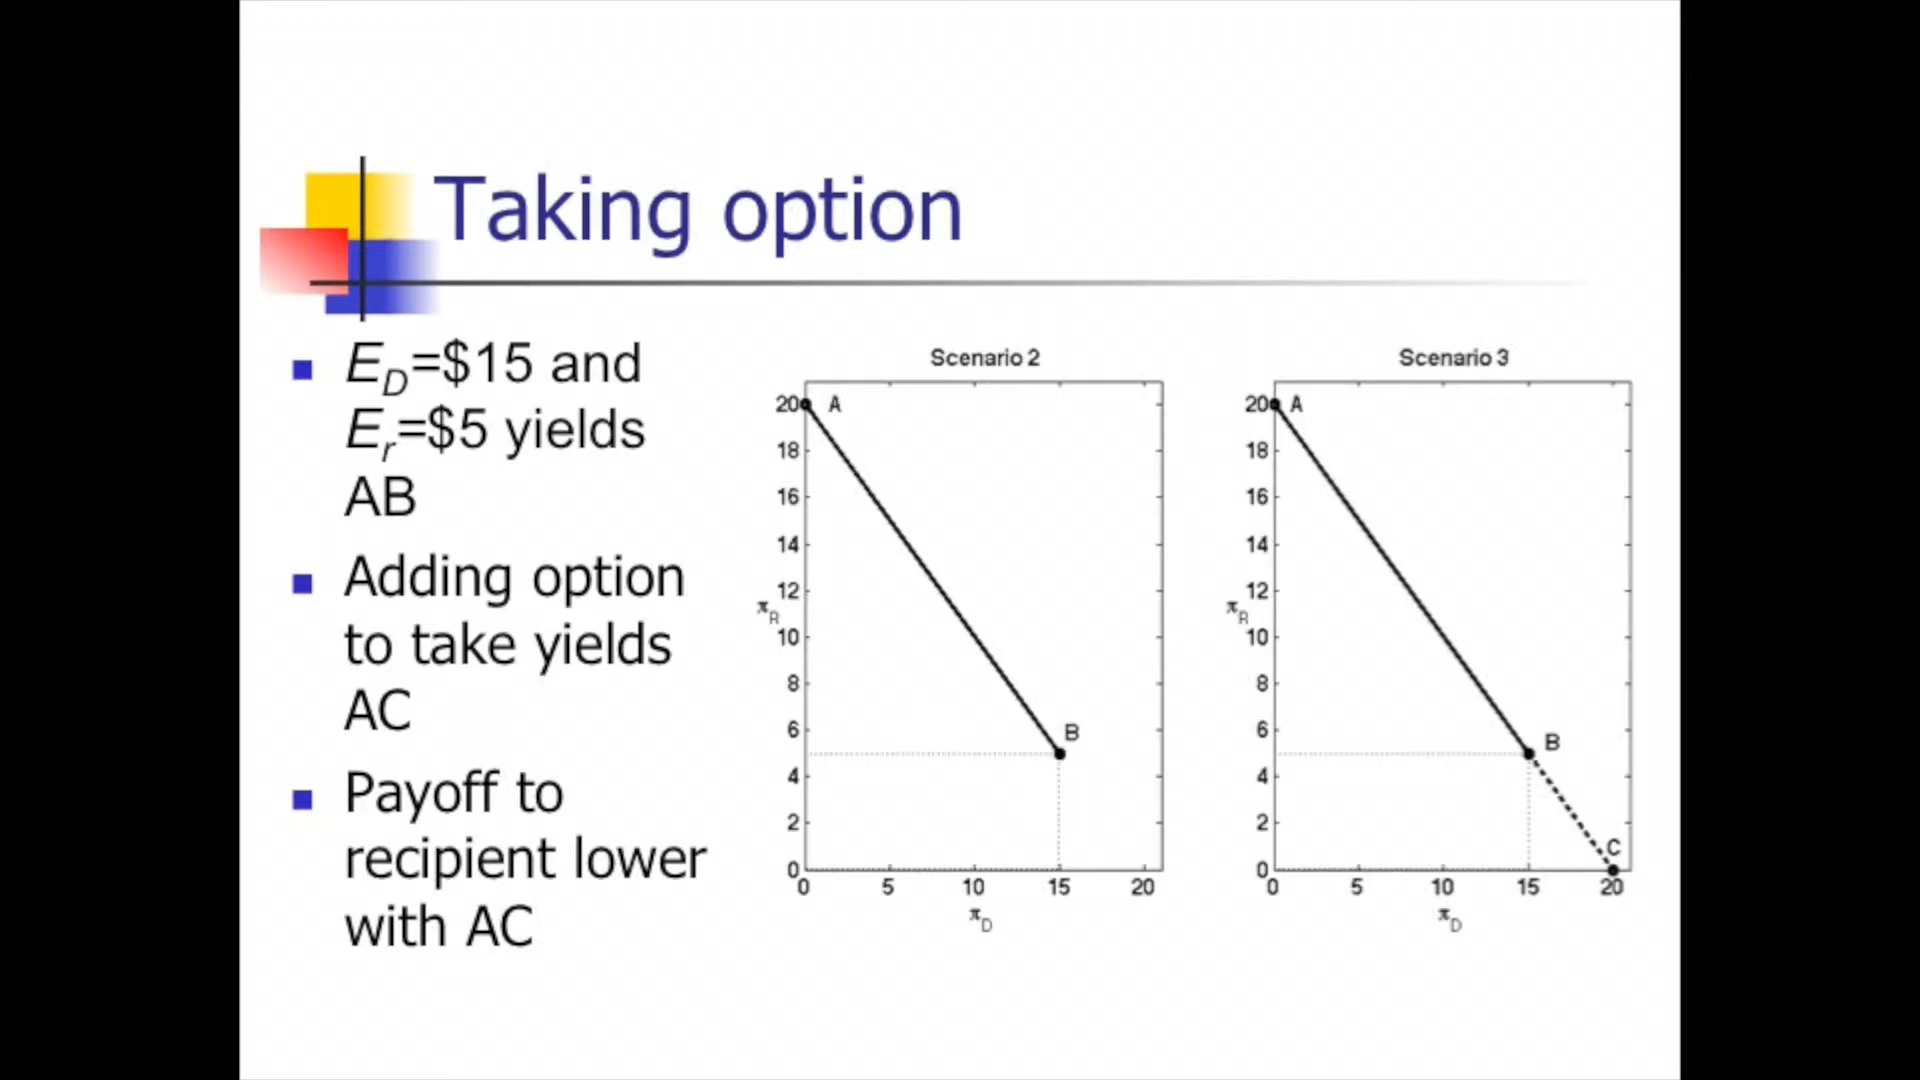 Taking option
E_D=$15 and
E_r=$5 yields
AB
Adding option
to take yields
AC
Payoff to
recipient lower
with AC
Scenario 2
20
18
16
14
12
10
8
6
4
2
0
π_R
A
B
0 5 10 15 20
π_D
Scenario 3
20
18
16
14
12
10
8
6
4
2
0
π_R
A
B
C
0 5 10 15 20
π_D